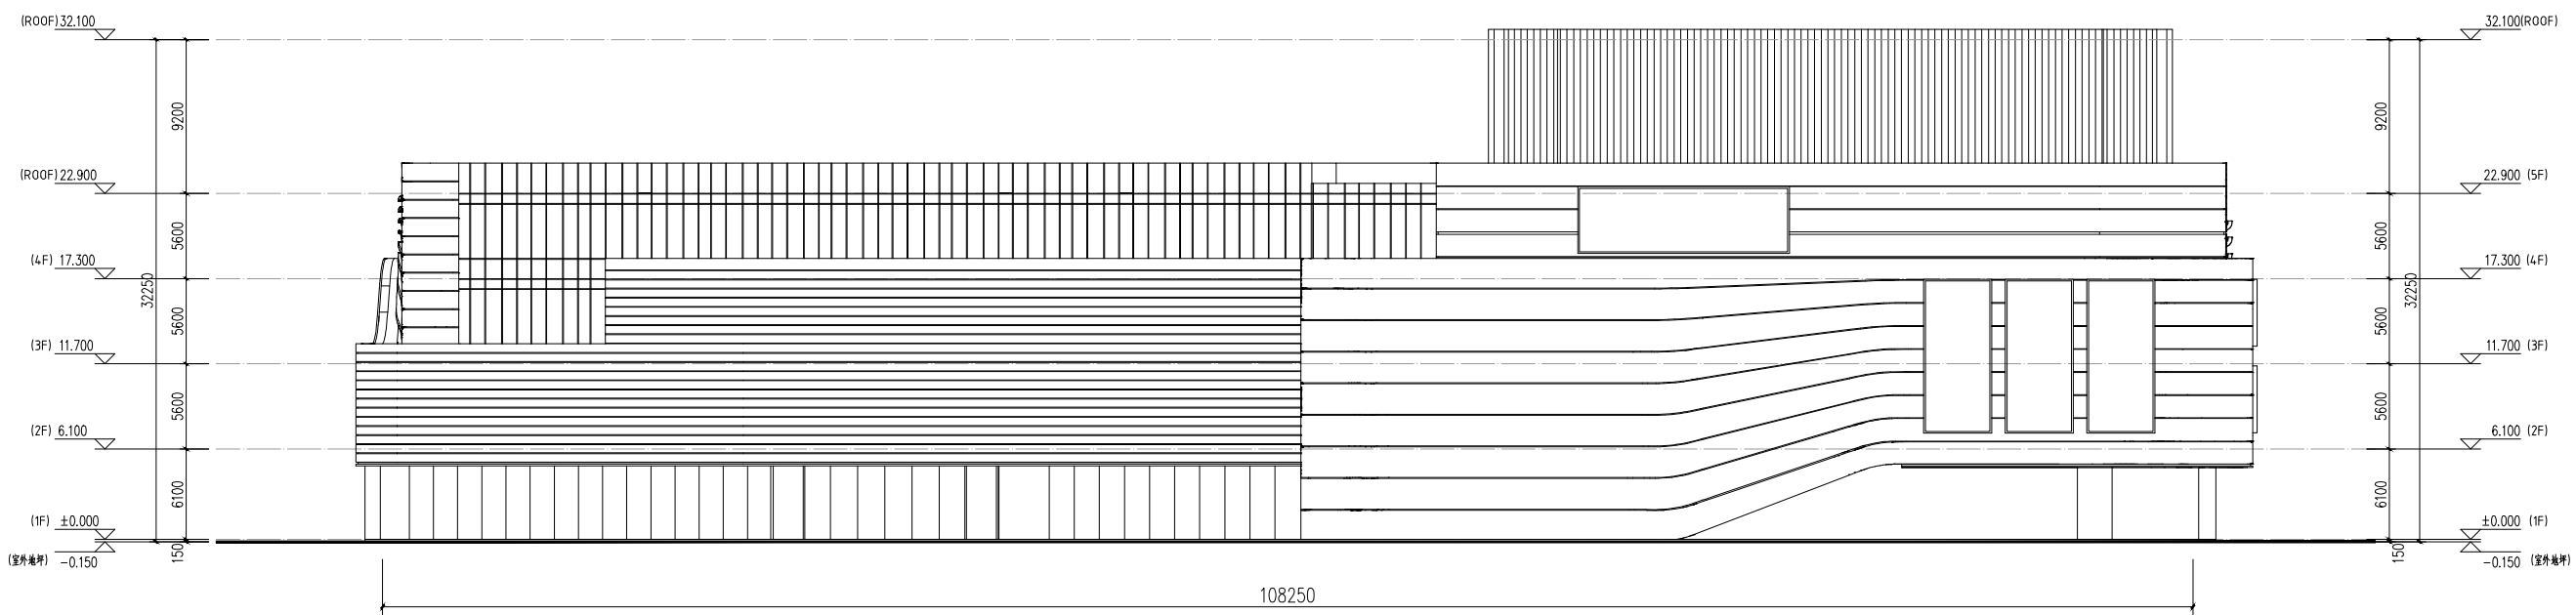 (ROOF) 32.100
32.100(ROOF)
9200
9200
(ROOF) 22.900
22.900 (5F)
5600
5600
(4F) 17.300
17.300 (4F)
32250
32250
5600
5600
(3F) 11.700
11.700 (3F)
5600
5600
(2F) 6.100
6.100 (2F)
6100
6100
(1F) ±0.000
±0.000 (1F)
150
150
(室外地坪) -0.150
-0.150 (室外地坪)
108250